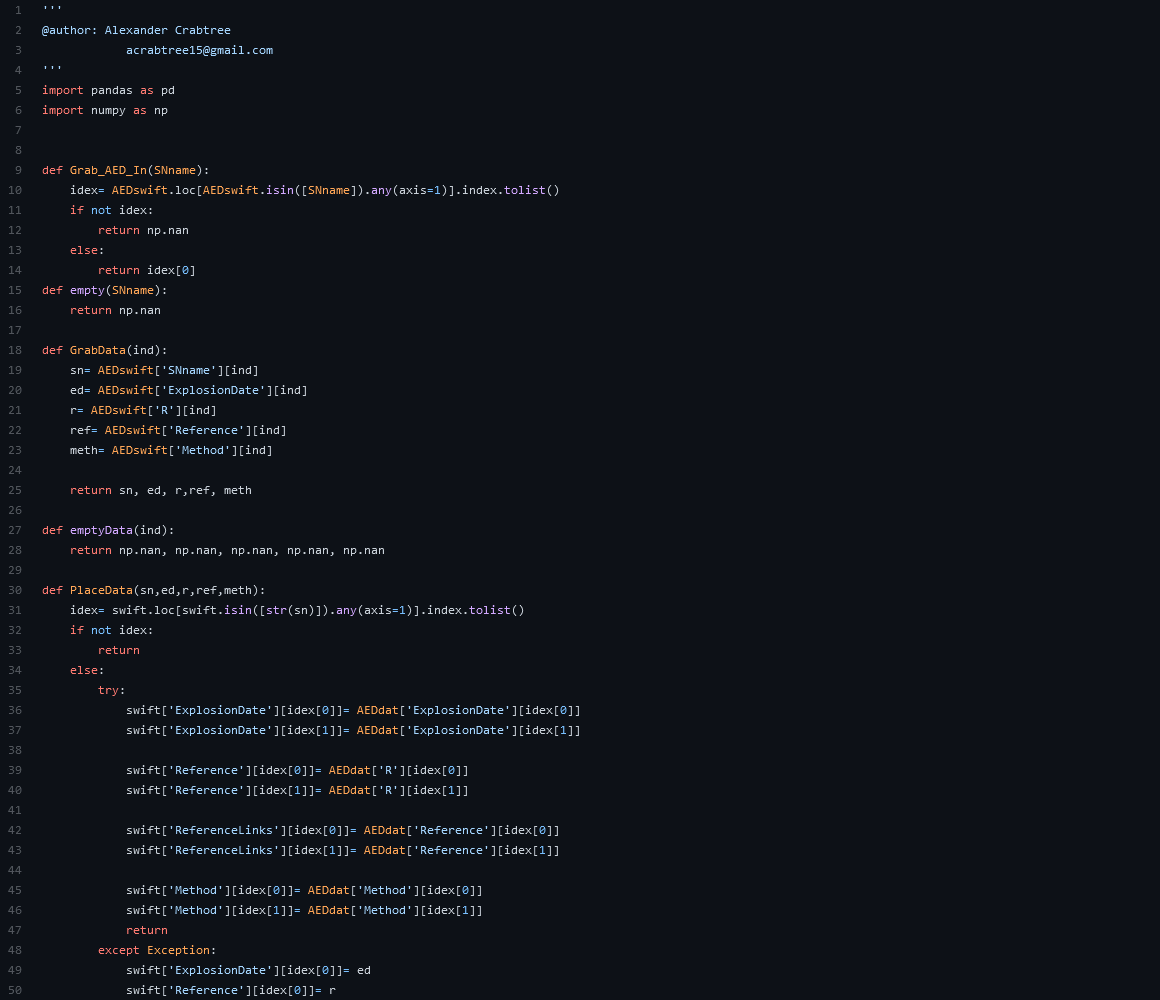 1 '''
2 @author: Alexander Crabtree
3             acrabtree15@gmail.com
4 '''
5 import pandas as pd
6 import numpy as np
7
8
9 def Grab_AED_In(SNname):
10     idex= AEDswift.loc[AEDswift.isin([SNname]).any(axis=1)].index.tolist()
11     if not idex:
12         return np.nan
13     else:
14         return idex[0]
15 def empty(SNname):
16     return np.nan
17
18 def GrabData(ind):
19     sn= AEDswift['SNname'][ind]
20     ed= AEDswift['ExplosionDate'][ind]
21     r= AEDswift['R'][ind]
22     ref= AEDswift['Reference'][ind]
23     meth= AEDswift['Method'][ind]
24
25     return sn, ed, r,ref, meth
26
27 def emptyData(ind):
28     return np.nan, np.nan, np.nan, np.nan, np.nan
29
30 def PlaceData(sn,ed,r,ref,meth):
31     idex= swift.loc[swift.isin([str(sn)]).any(axis=1)].index.tolist()
32     if not idex:
33         return
34     else:
35         try:
36             swift['ExplosionDate'][idex[0]]= AEDdat['ExplosionDate'][idex[0]]
37             swift['ExplosionDate'][idex[1]]= AEDdat['ExplosionDate'][idex[1]]
38
39             swift['Reference'][idex[0]]= AEDdat['R'][idex[0]]
40             swift['Reference'][idex[1]]= AEDdat['R'][idex[1]]
41
42             swift['ReferenceLinks'][idex[0]]= AEDdat['Reference'][idex[0]]
43             swift['ReferenceLinks'][idex[1]]= AEDdat['Reference'][idex[1]]
44
45             swift['Method'][idex[0]]= AEDdat['Method'][idex[0]]
46             swift['Method'][idex[1]]= AEDdat['Method'][idex[1]]
47             return
48         except Exception:
49             swift['ExplosionDate'][idex[0]]= ed
50             swift['Reference'][idex[0]]= r